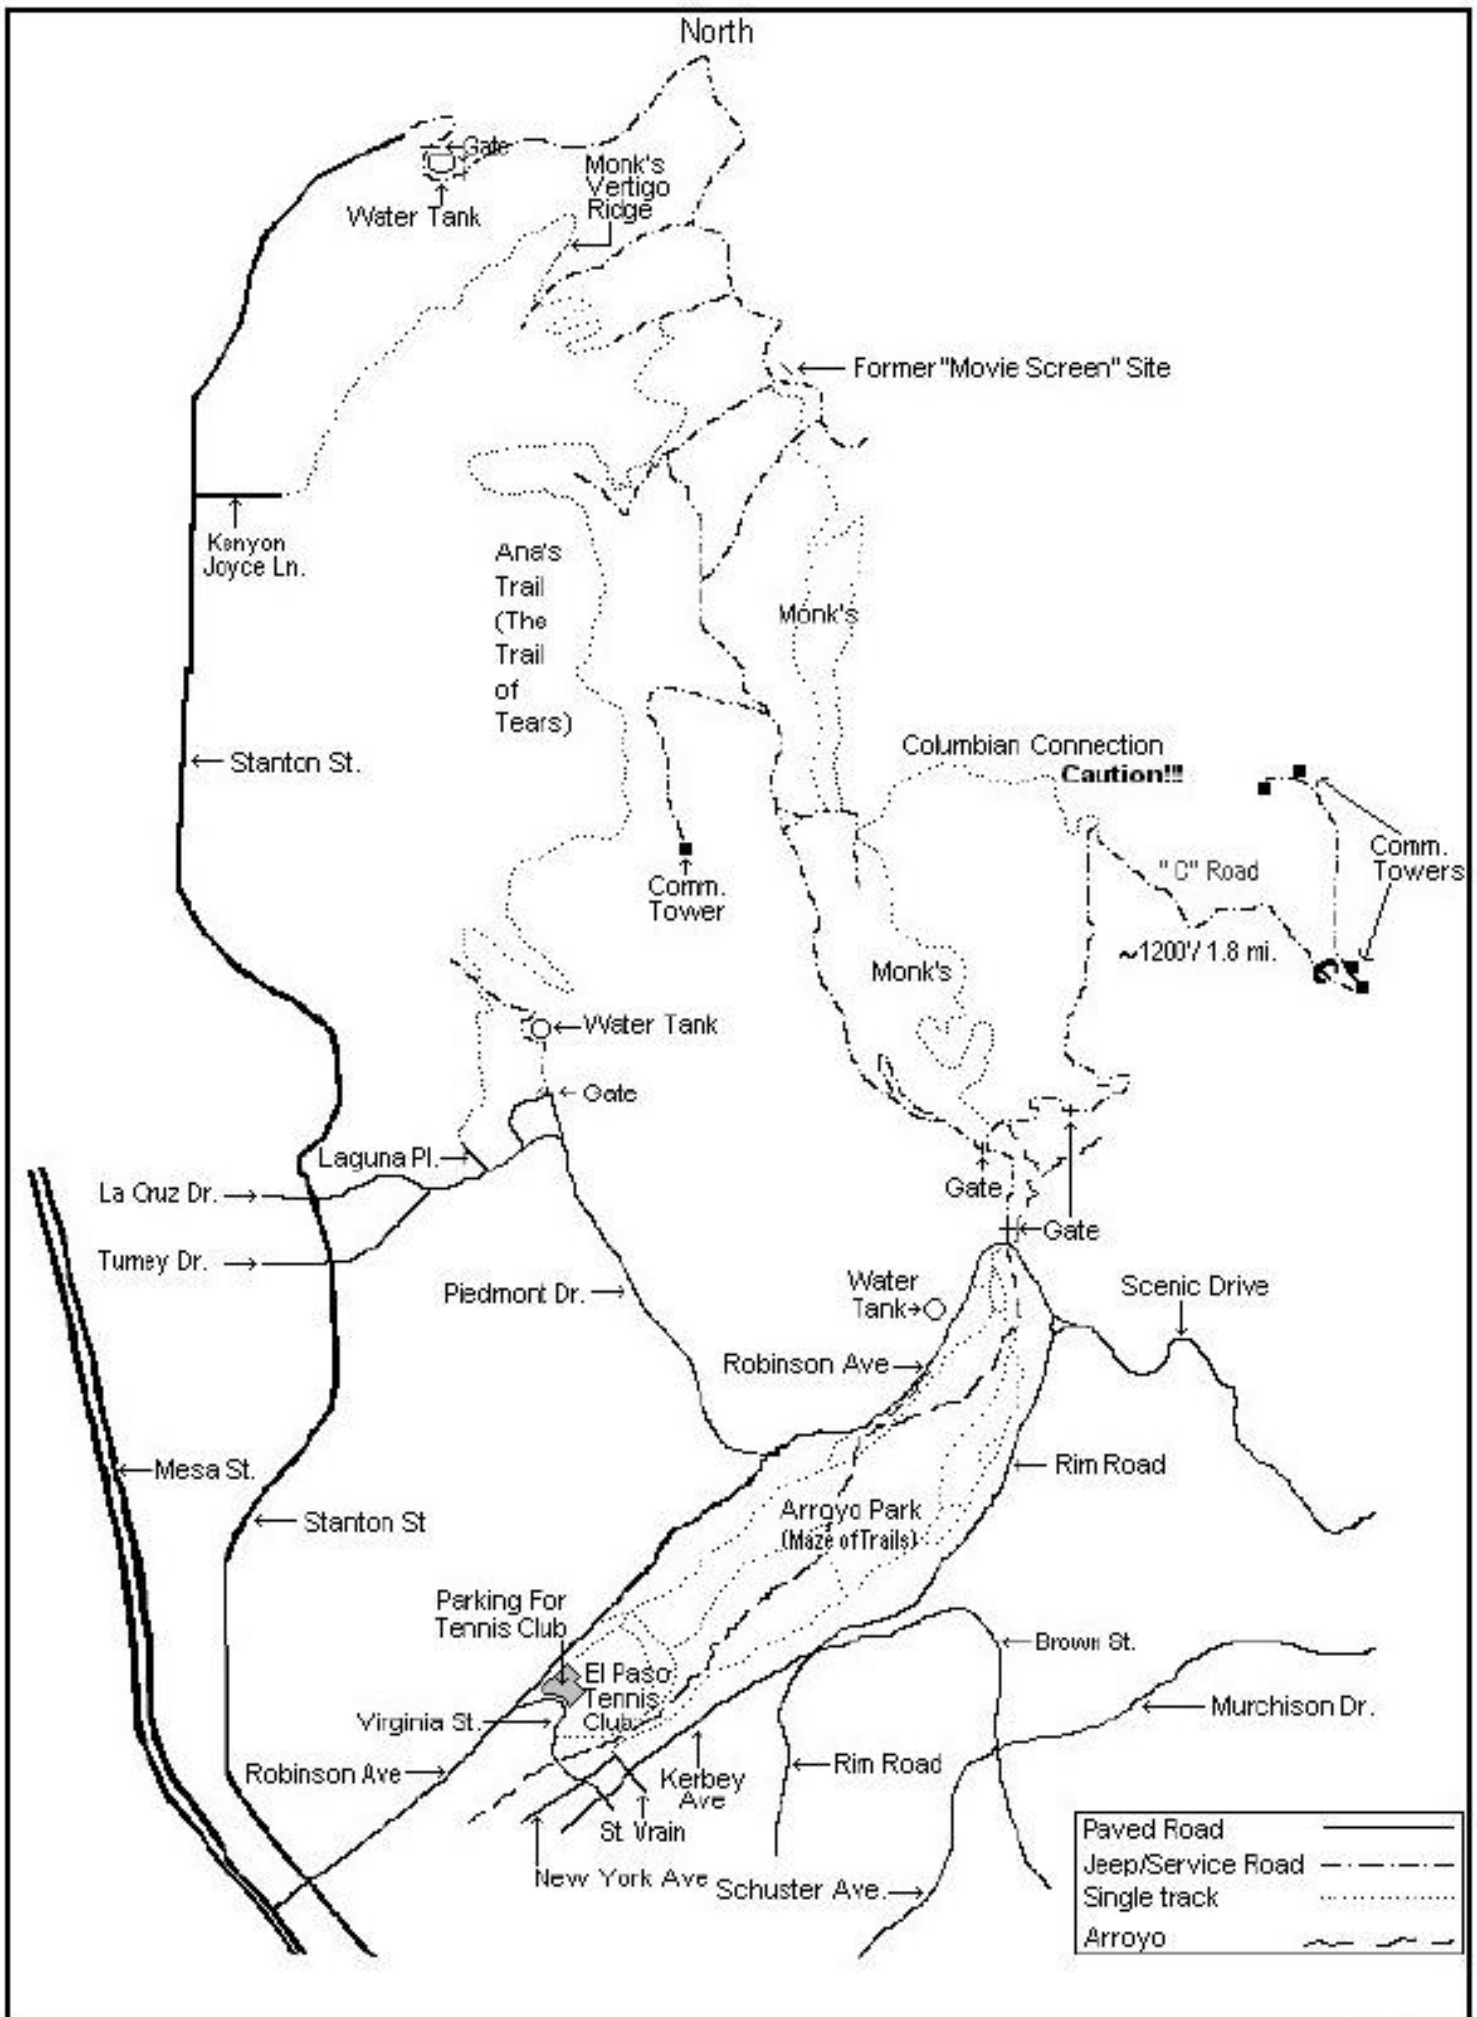 North
Gate
Monk's
Vertigo
Ridge
Water Tank
Former "Movie Screen" Site
Kenyon
Joyce Ln.
Ana's
Trail
(The
Trail
of
Tears)
Monk's
Stanton St.
Columbian Connection
Caution!!!
Comm.
Towers
"C" Road
Comm.
Tower
~1200'/ 1.8 mi.
Monk's
Water Tank
Gate
Laguna Pl.
La Cruz Dr.
Gate
Gate
Turney Dr.
Water
Tank
Scenic Drive
Piedmont Dr.
Robinson Ave
Mesa St.
Rim Road
Stanton St
Arroyo Park
(Maze of Trails)
Parking For
Tennis Club
Brown St.
El Paso
Tennis
Club
Virginia St.
Murchison Dr.
Robinson Ave
Rim Road
Kerbey
Ave
St. Vrain
New York Ave
Schuster Ave.
Paved Road
Jeep/Service Road
Single track
Arroyo